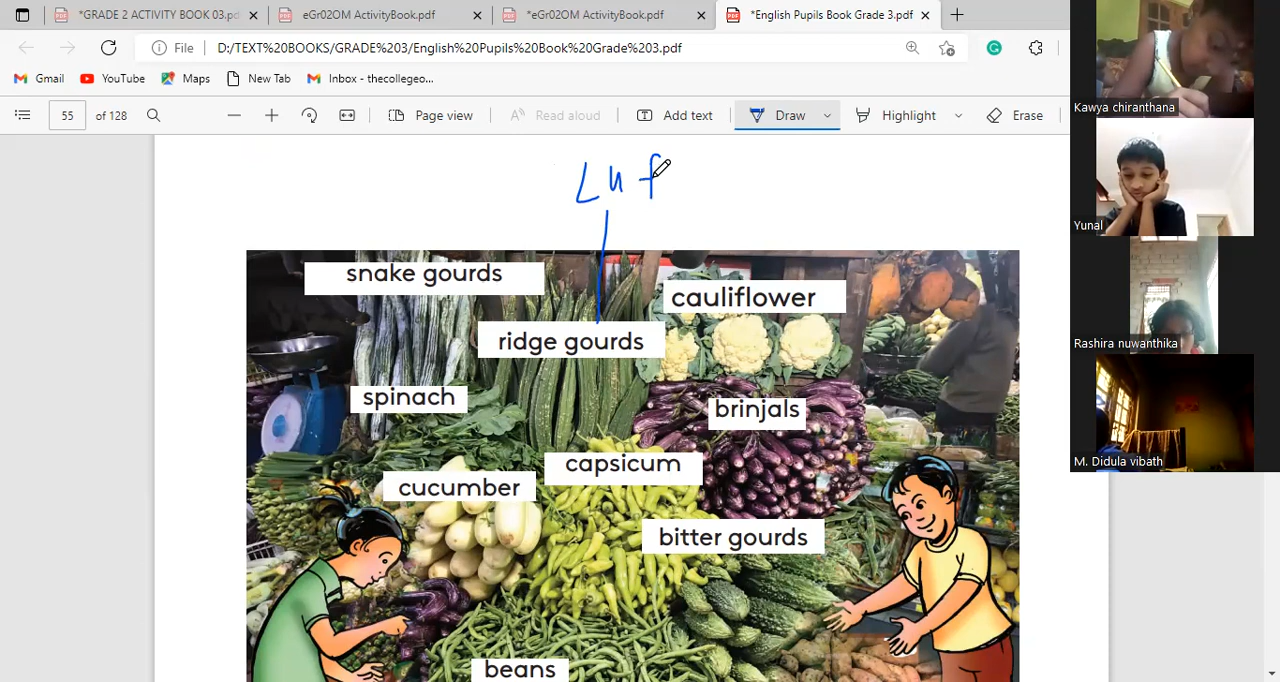 *GRADE 2 ACTIVITY BOOK 03.pd
eGr02OM ActivityBook.pdf
*eGr02OM ActivityBook.pdf
*English Pupils Book Grade 3.pdf
File
D:/TEXT%20BOOKS/GRADE%203/English%20Pupils%20Book%20Grade%203.pdf
Gmail
YouTube
Maps
New Tab
Inbox - thecollegeo...
55 of 128
Page view
Read aloud
Add text
Draw
Highlight
Erase
Luf
snake gourds
cauliflower
ridge gourds
spinach
brinjals
capsicum
cucumber
bitter gourds
beans
Kawya chiranthana
Yunal
Rashira nuwanthika
M. Didula vibath